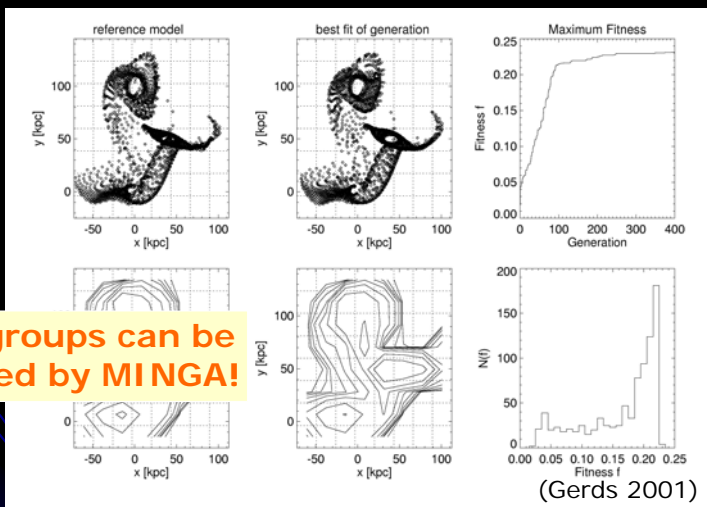 reference model
best fit of generation
Maximum Fitness
y [kpc]
100
50
0
-50 0 50 100
x [kpc]
y [kpc]
100
50
0
-50 0 50 100
x [kpc]
Fitness f
0.25
0.20
0.15
0.10
0.05
0.00
0 100 200 300 400
Generation
groups can be
ed by MINGA!
0
-50 0 50 100
x [kpc]
y [kpc]
100
50
0
-50 0 50 100
x [kpc]
N(f)
200
150
100
50
0
0.00 0.05 0.10 0.15 0.20 0.25
Fitness f
(Gerds 2001)